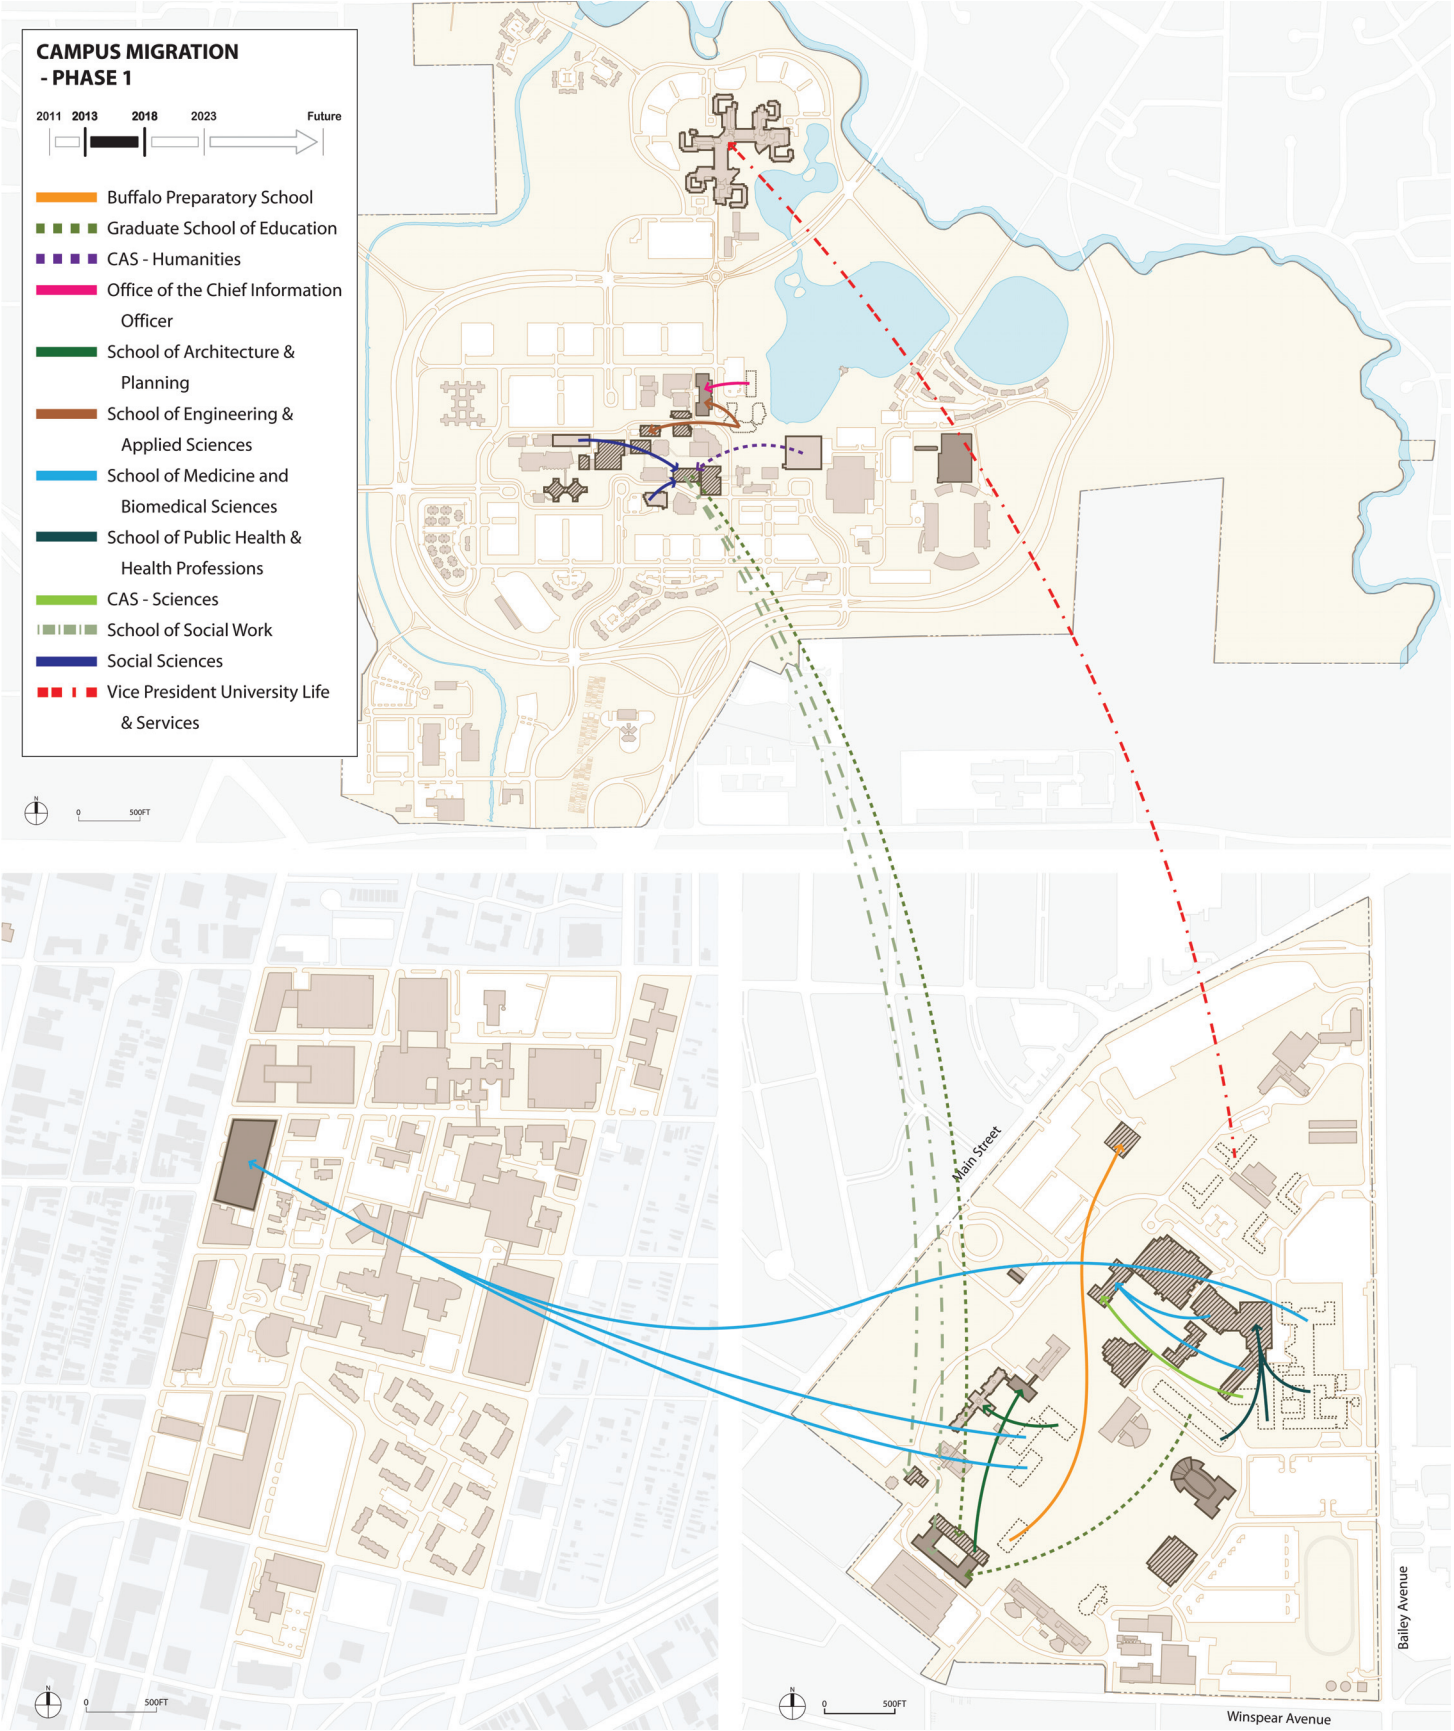 CAMPUS MIGRATION
- PHASE 1
2011 2013 2018 2023 Future
Buffalo Preparatory School
Graduate School of Education
CAS - Humanities
Office of the Chief Information
Officer
School of Architecture &
Planning
School of Engineering &
Applied Sciences
School of Medicine and
Biomedical Sciences
School of Public Health &
Health Professions
CAS - Sciences
School of Social Work
Social Sciences
Vice President University Life
& Services
N
0 500FT
Main Street
Bailey Avenue
N
0 500FT
N
0 500FT
Winspear Avenue